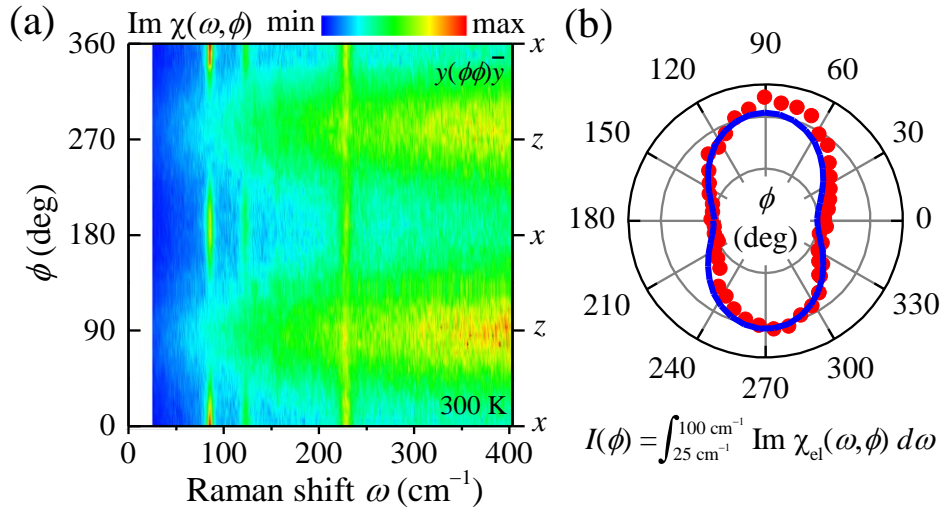 (a) Im χ(ω,ϕ) min max
360 x
y(ϕϕ)y̅
270 z
ϕ (deg)
180 x
90 z
300 K
0 x
0 100 200 300 400
Raman shift ω (cm⁻¹)
(b)
90
120 60
150 30
ϕ
180 0
(deg)
210 330
240 300
270
I(ϕ) = ∫₂₅ cm⁻¹^100 cm⁻¹ Im χₑₗ(ω,ϕ) dω